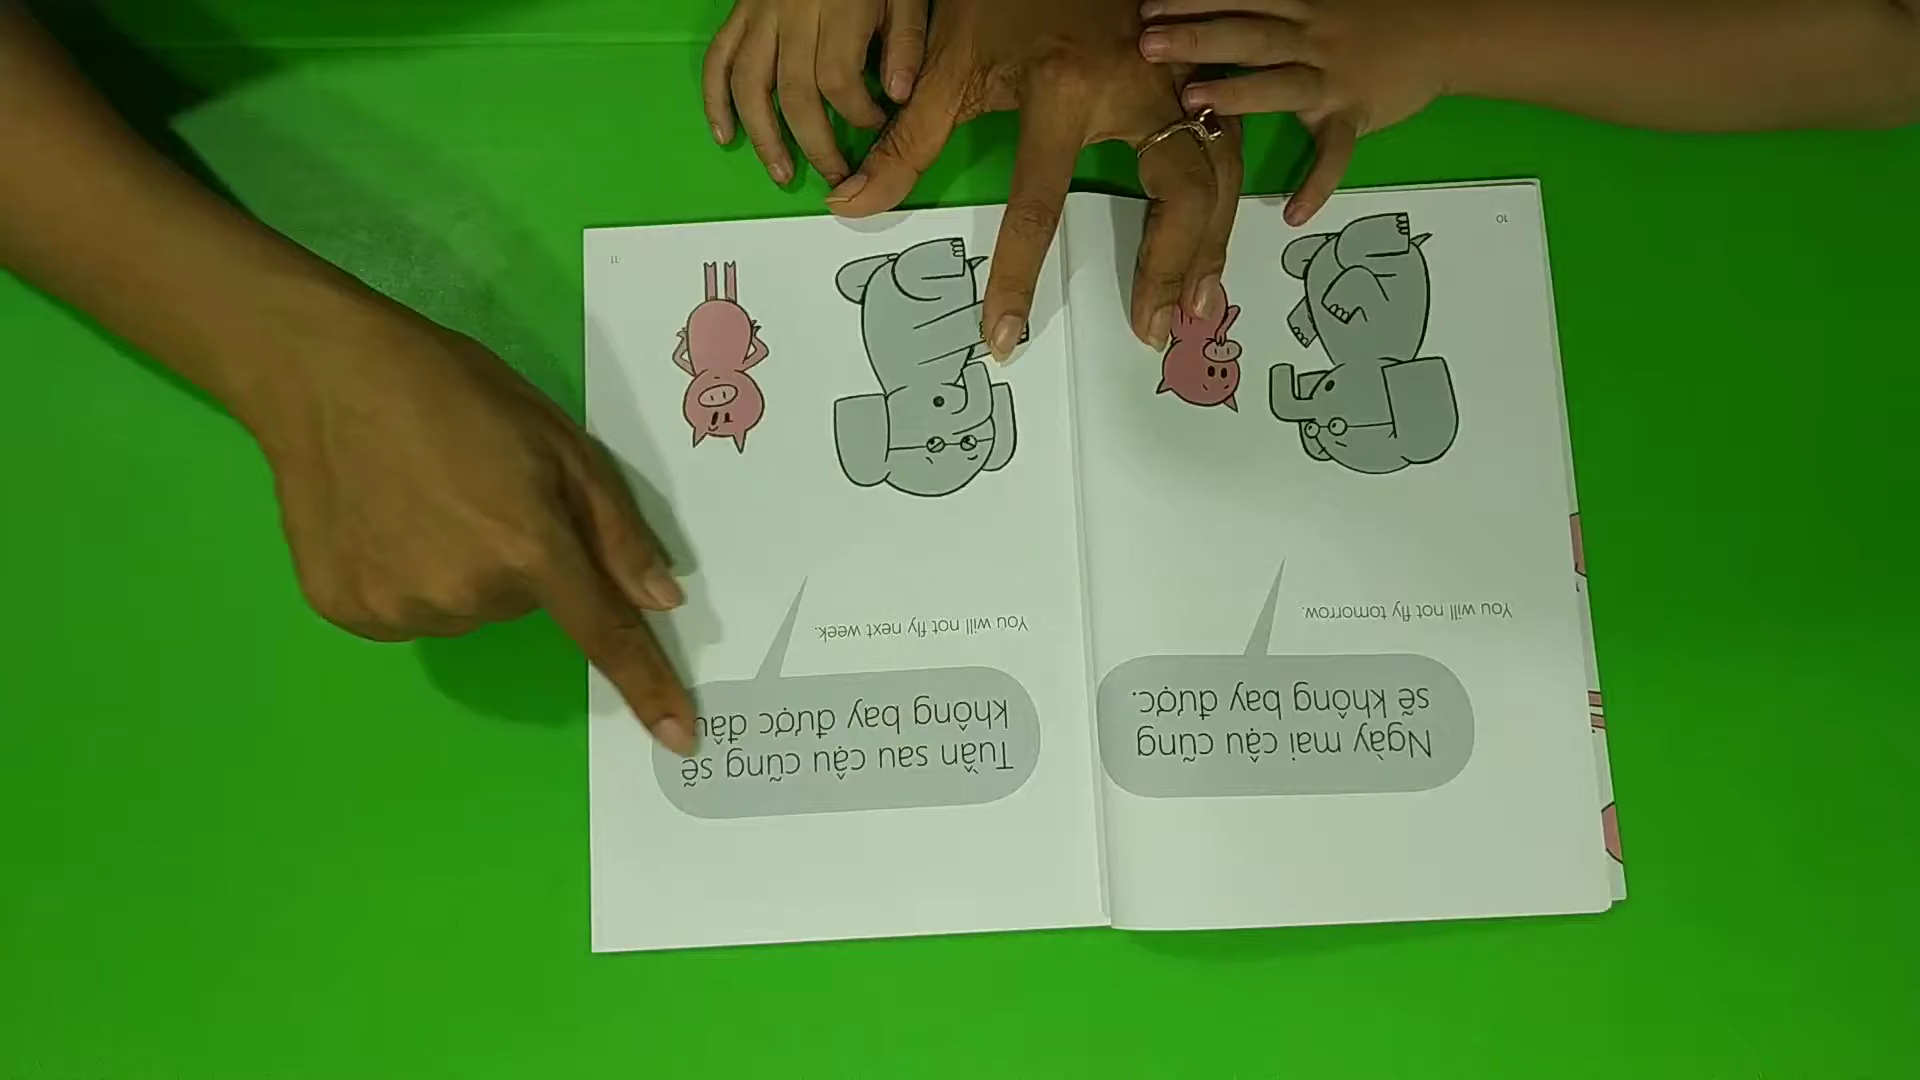 10
Ngày mai cậu cũng
sẽ không bay được.
You will not fly tomorrow.
11
Tuần sau cậu cũng sẽ
không bay được
You will not fly next week.